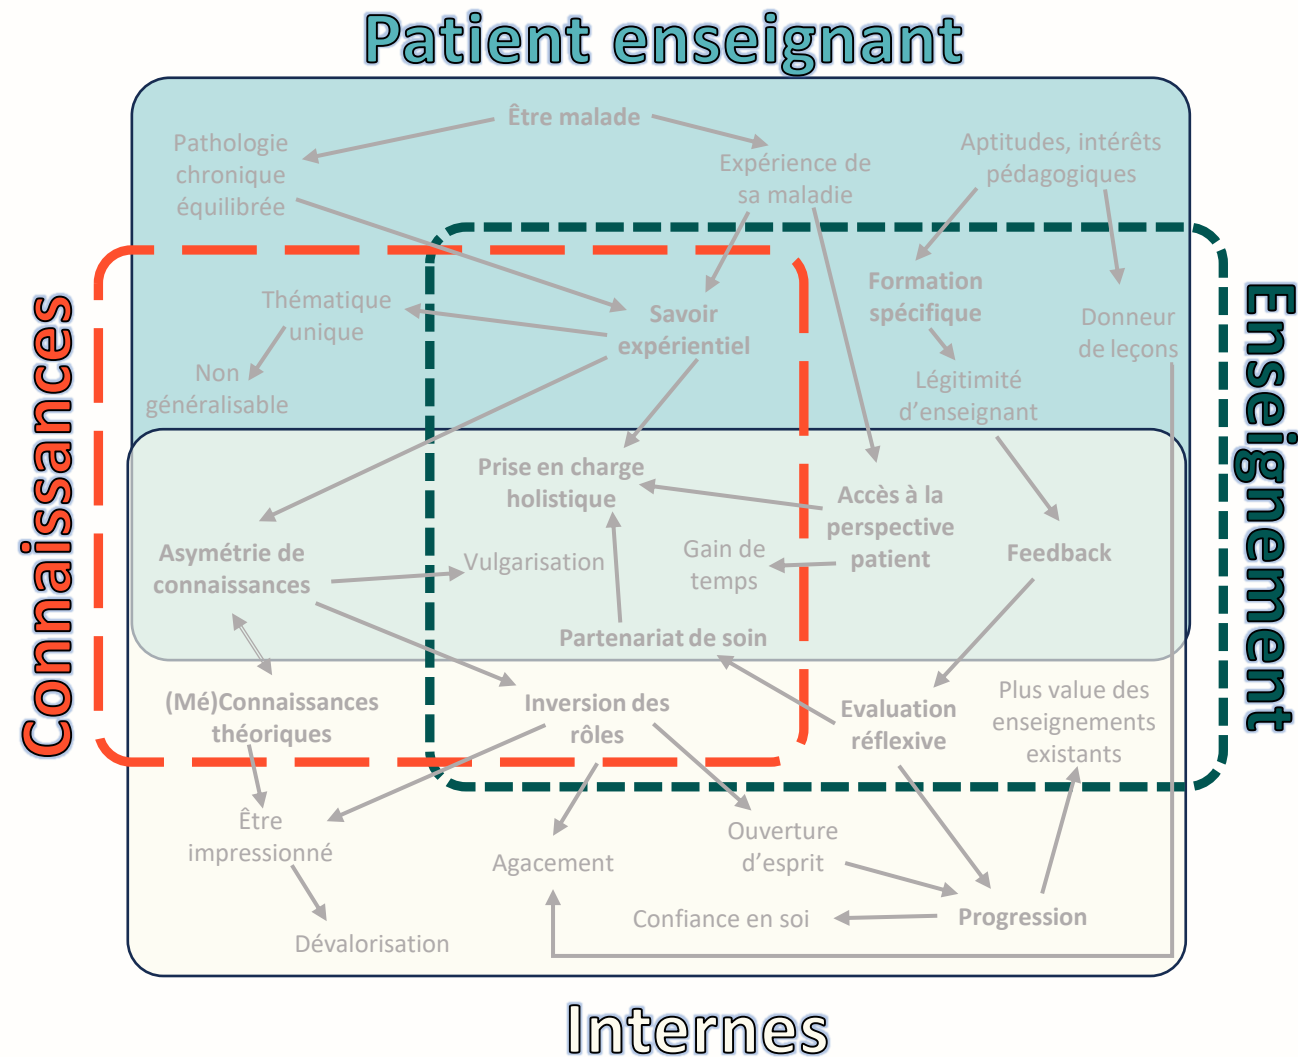 Patient enseignant
Être malade
Pathologie
chronique
équilibrée
Expérience de
sa maladie
Aptitudes, intérêts
pédagogiques
Connaissances
Enseignement
Thématique
unique
Savoir
expérientiel
Formation
spécifique
Donneur
de leçons
Non
généralisable
Légitimité
d’enseignant
Prise en charge
holistique
Accès à la
perspective
patient
Asymétrie de
connaissances
Vulgarisation
Gain de
temps
Feedback
Partenariat de soin
(Mé)Connaissances
théoriques
Inversion des
rôles
Evaluation
réflexive
Plus value des
enseignements
existants
Être
impressionné
Agacement
Ouverture
d’esprit
Confiance en soi
Progression
Dévalorisation
Internes